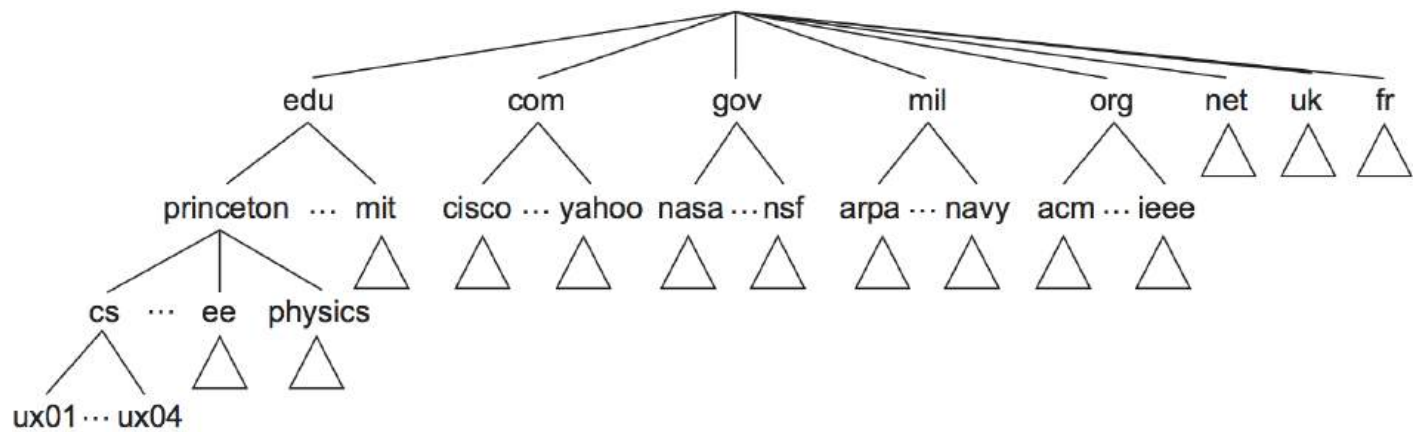 edu com gov mil org net uk fr
princeton ... mit cisco ... yahoo nasa ... nsf arpa ... navy acm ... ieee
cs ... ee physics
ux01 ... ux04